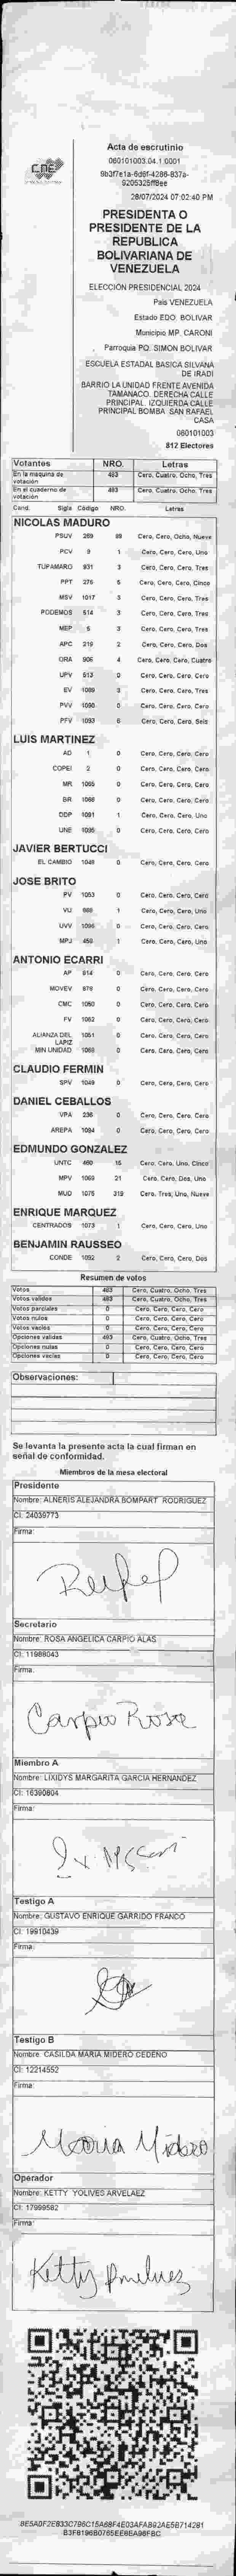 CNE
Acta de escrutinio
080101003.04.1.0001
28/07/2024 07:02:40 PM
PRESIDENTA O
PRESIDENTE DE LA
REPUBLICA
BOLIVARIANA DE
VENEZUELA
ELECCIÓN PRESIDENCIAL 2024
País VENEZUELA
Estado EDO. BOLIVAR
Municipio MP. CARONI
Parroquia PQ. SIMON BOLIVAR
ESCUELA ESTADAL BASICA SILVANA
DE IRADI
BARRIO LA UNIDAD FRENTE AVENIDA
TAMANACO. DERECHA CALLE
PRINCIPAL. IZQUIERDA CALLE
PRINCIPAL BOMBA SAN RAFAEL
CASA
080101003
812 Electores
Votantes NRO. Letras
En la maquina de votación 483 Cero, Cuatro, Ocho, Tres
En el cuaderno de votación 483 Cero, Cuatro, Ocho, Tres
Cand. Sigla Código NRO. Letras
NICOLAS MADURO
PSUV 269 89 Cero, Cero, Ocho, Nueve
PCV 9 1 Cero, Cero, Cero, Uno
TUPAMARO 931 3 Cero, Cero, Cero, Tres
PPT 275 5 Cero, Cero, Cero, Cinco
MSV 1017 3 Cero, Cero, Cero, Tres
PODEMOS 514 3 Cero, Cero, Cero, Tres
MEP 5 3 Cero, Cero, Cero, Tres
APC 219 2 Cero, Cero, Cero, Dos
ORA 906 4 Cero, Cero, Cero, Cuatro
UPV 513 0 Cero, Cero, Cero, Cero
EV 1089 3 Cero, Cero, Cero, Tres
PVV 1090 0 Cero, Cero, Cero, Cero
PFV 1093 6 Cero, Cero, Cero, Seis
LUIS MARTINEZ
AD 1 0 Cero, Cero, Cero, Cero
COPEI 2 0 Cero, Cero, Cero, Cero
MR 1065 0 Cero, Cero, Cero, Cero
BR 1068 0 Cero, Cero, Cero, Cero
DDP 1091 1 Cero, Cero, Cero, Uno
UNE 1095 0 Cero, Cero, Cero, Cero
JAVIER BERTUCCI
EL CAMBIO 1048 0 Cero, Cero, Cero, Cero
JOSE BRITO
PV 1053 0 Cero, Cero, Cero, Cero
VU 868 1 Cero, Cero, Cero, Uno
UVV 1096 0 Cero, Cero, Cero, Cero
MPJ 458 1 Cero, Cero, Cero, Uno
ANTONIO ECARRI
AP 814 0 Cero, Cero, Cero, Cero
MOVEV 878 0 Cero, Cero, Cero, Cero
CMC 1050 0 Cero, Cero, Cero, Cero
FV 1052 0 Cero, Cero, Cero, Cero
ALIANZA DEL LAPIZ 1051 0 Cero, Cero, Cero, Cero
MIN UNIDAD 1088 0 Cero, Cero, Cero, Cero
CLAUDIO FERMIN
SPV 1049 0 Cero, Cero, Cero, Cero
DANIEL CEBALLOS
VPA 236 0 Cero, Cero, Cero, Cero
AREPA 1094 0 Cero, Cero, Cero, Cero
EDMUNDO GONZALEZ
UNTC 460 15 Cero, Cero, Uno, Cinco
MPV 1069 21 Cero, Cero, Dos, Uno
MUD 1075 319 Cero, Tres, Uno, Nueve
ENRIQUE MARQUEZ
CENTRADOS 1073 1 Cero, Cero, Cero, Uno
BENJAMIN RAUSSEO
CONDE 1092 2 Cero, Cero, Cero, Dos
Resumen de votos
Votos 483 Cero, Cuatro, Ocho, Tres
Votos validos 483 Cero, Cuatro, Ocho, Tres
Votos parciales 0 Cero, Cero, Cero, Cero
Votos nulos 0 Cero, Cero, Cero, Cero
Votos vacíos 0 Cero, Cero, Cero, Cero
Opciones validas 483 Cero, Cuatro, Ocho, Tres
Opciones nulas 0 Cero, Cero, Cero, Cero
Opciones vacías 0 Cero, Cero, Cero, Cero
Observaciones:
Se levanta la presente acta la cual firman en
señal de conformidad.
Miembros de la mesa electoral
Presidente
Nombre: ALNERIS ALEJANDRA BOMPART RODRIGUEZ
CI: 24039773
Firma:
Secretario
Nombre: ROSA ANGELICA CARPIO ALAS
CI: 11988043
Firma:
Carpio Rosa
Miembro A
Nombre: LIXIDYS MARGARITA GARCIA HERNANDEZ
CI: 16390804
Firma:
Testigo A
Nombre: GUSTAVO ENRIQUE GARRIDO FRANCO
CI: 19910439
Firma:
Testigo B
Nombre: CASILDA MARIA MIDERO CEDEÑO
CI: 12214552
Firma:
Maria Midero
Operador
Nombre: KETTY YOLIVES ARVELAEZ
CI: 17999582
Firma:
Ketty Arvelaez